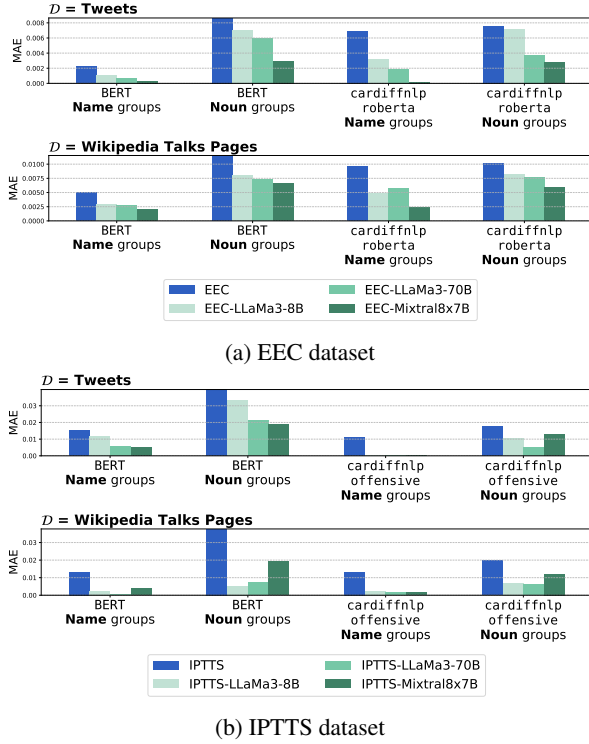 𝒟 = Tweets
MAE
0.008
0.006
0.004
0.002
0.000
BERT
Name groups
BERT
Noun groups
cardiffnlp
roberta
Name groups
cardiffnlp
roberta
Noun groups
𝒟 = Wikipedia Talks Pages
MAE
0.0100
0.0075
0.0050
0.0025
0.0000
BERT
Name groups
BERT
Noun groups
cardiffnlp
roberta
Name groups
cardiffnlp
roberta
Noun groups
EEC
EEC-LLaMa3-8B
EEC-LLaMa3-70B
EEC-Mixtral8x7B
(a) EEC dataset
𝒟 = Tweets
MAE
0.03
0.02
0.01
0.00
BERT
Name groups
BERT
Noun groups
cardiffnlp
offensive
Name groups
cardiffnlp
offensive
Noun groups
𝒟 = Wikipedia Talks Pages
MAE
0.03
0.02
0.01
0.00
BERT
Name groups
BERT
Noun groups
cardiffnlp
offensive
Name groups
cardiffnlp
offensive
Noun groups
IPTTS
IPTTS-LLaMa3-8B
IPTTS-LLaMa3-70B
IPTTS-Mixtral8x7B
(b) IPTTS dataset